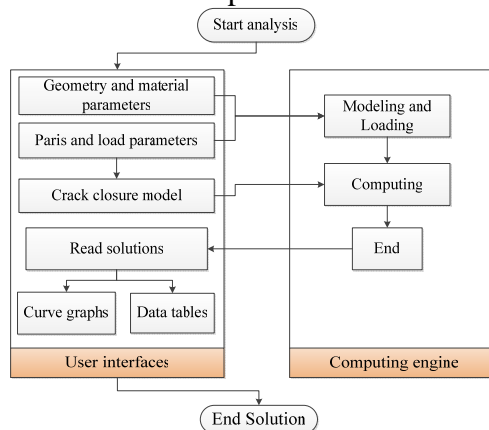 Start analysis
Geometry and material
parameters
Paris and load parameters
Crack closure model
Read solutions
Curve graphs
Data tables
User interfaces
Modeling and
Loading
Computing
End
Computing engine
End Solution